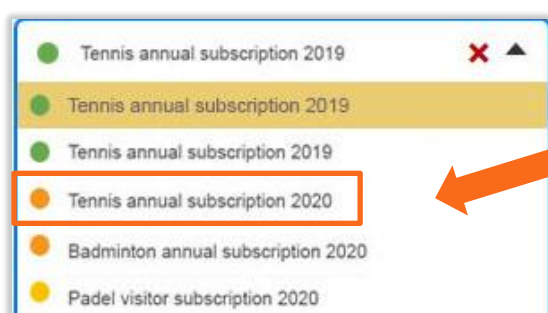 Tennis annual subscription 2019
Tennis annual subscription 2019
Tennis annual subscription 2019
Tennis annual subscription 2020
Badminton annual subscription 2020
Padel visitor subscription 2020